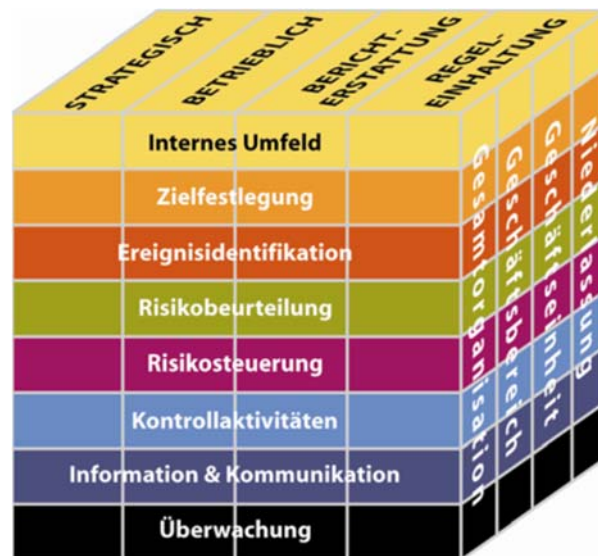 STRATEGISCH
BETRIEBLICH
BERICHT-
ERSTATTUNG
REGEL-
EINHALTUNG
Internes Umfeld
Zielfestlegung
Ereignisidentifikation
Risikobeurteilung
Risikosteuerung
Kontrollaktivitäten
Information & Kommunikation
Überwachung
Gesamtorganisation
Geschäftsbereich
Geschäftseinheit
Niederlassung